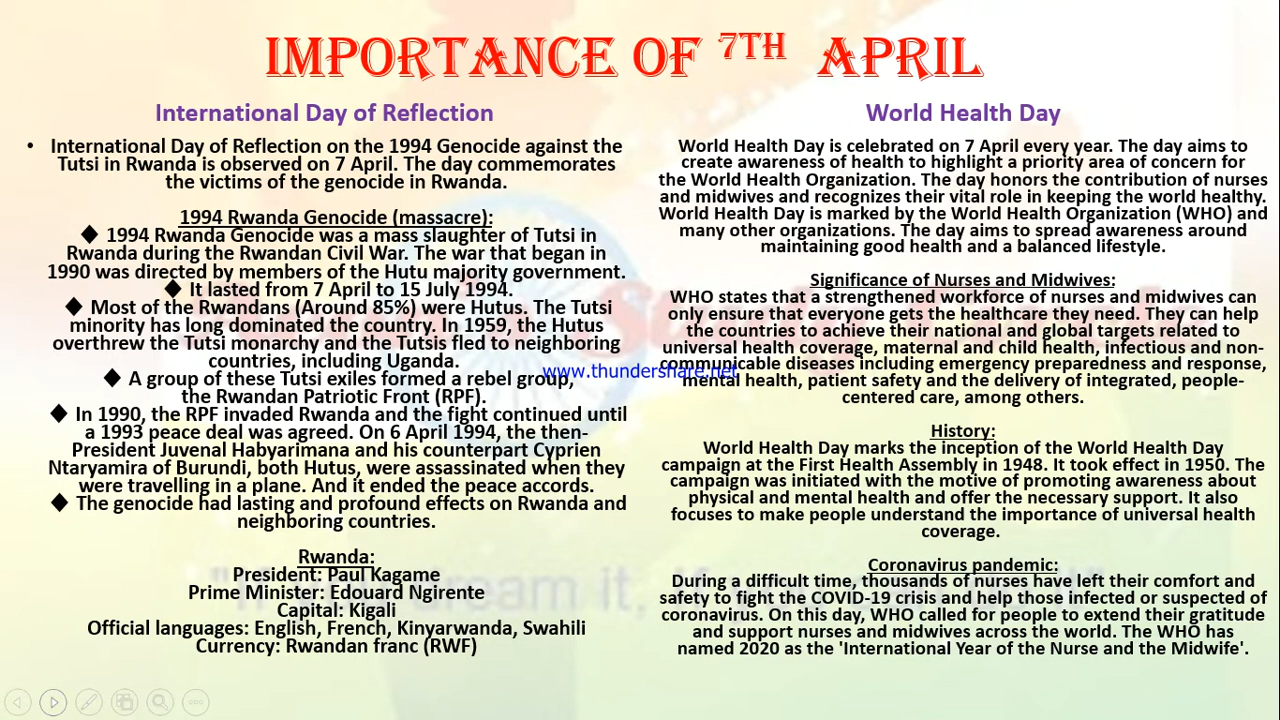 IMPORTANCE OF 7TH APRIL
International Day of Reflection
• International Day of Reflection on the 1994 Genocide against the
Tutsi in Rwanda is observed on 7 April. The day commemorates
the victims of the genocide in Rwanda.
1994 Rwanda Genocide (massacre):
◆ 1994 Rwanda Genocide was a mass slaughter of Tutsi in
Rwanda during the Rwandan Civil War. The war that began in
1990 was directed by members of the Hutu majority government.
◆ It lasted from 7 April to 15 July 1994.
◆ Most of the Rwandans (Around 85%) were Hutus. The Tutsi
minority has long dominated the country. In 1959, the Hutus
overthrew the Tutsi monarchy and the Tutsis fled to neighboring
countries, including Uganda.
◆ A group of these Tutsi exiles formed a rebel group,
the Rwandan Patriotic Front (RPF).
◆ In 1990, the RPF invaded Rwanda and the fight continued until
a 1993 peace deal was agreed. On 6 April 1994, the then-
President Juvenal Habyarimana and his counterpart Cyprien
Ntaryamira of Burundi, both Hutus, were assassinated when they
were travelling in a plane. And it ended the peace accords.
◆ The genocide had lasting and profound effects on Rwanda and
neighboring countries.
Rwanda:
President: Paul Kagame
Prime Minister: Edouard Ngirente
Capital: Kigali
Official languages: English, French, Kinyarwanda, Swahili
Currency: Rwandan franc (RWF)
World Health Day
World Health Day is celebrated on 7 April every year. The day aims to
create awareness of health to highlight a priority area of concern for
the World Health Organization. The day honors the contribution of nurses
and midwives and recognizes their vital role in keeping the world healthy.
World Health Day is marked by the World Health Organization (WHO) and
many other organizations. The day aims to spread awareness around
maintaining good health and a balanced lifestyle.
Significance of Nurses and Midwives:
WHO states that a strengthened workforce of nurses and midwives can
only ensure that everyone gets the healthcare they need. They can help
the countries to achieve their national and global targets related to
universal health coverage, maternal and child health, infectious and non-
communicable diseases including emergency preparedness and response,
mental health, patient safety and the delivery of integrated, people-
centered care, among others.
History:
World Health Day marks the inception of the World Health Day
campaign at the First Health Assembly in 1948. It took effect in 1950. The
campaign was initiated with the motive of promoting awareness about
physical and mental health and offer the necessary support. It also
focuses to make people understand the importance of universal health
coverage.
Coronavirus pandemic:
During a difficult time, thousands of nurses have left their comfort and
safety to fight the COVID-19 crisis and help those infected or suspected of
coronavirus. On this day, WHO called for people to extend their gratitude
and support nurses and midwives across the world. The WHO has
named 2020 as the 'International Year of the Nurse and the Midwife'.
www.thundershare.net